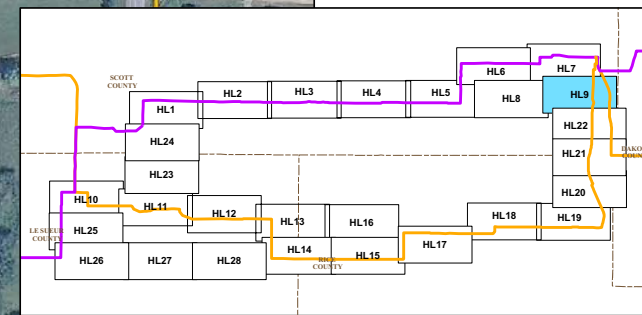 SCOTT
COUNTY
HL6
HL7
HL2
HL3
HL4
HL5
HL8
HL9
HL1
HL22
HL24
HL21
HL23
HL20
HL10
HL11
HL12
HL13
HL16
HL18
HL19
LE SUEUR
COUNTY
HL25
HL14
HL15
HL17
RICE
COUNTY
HL26
HL27
HL28